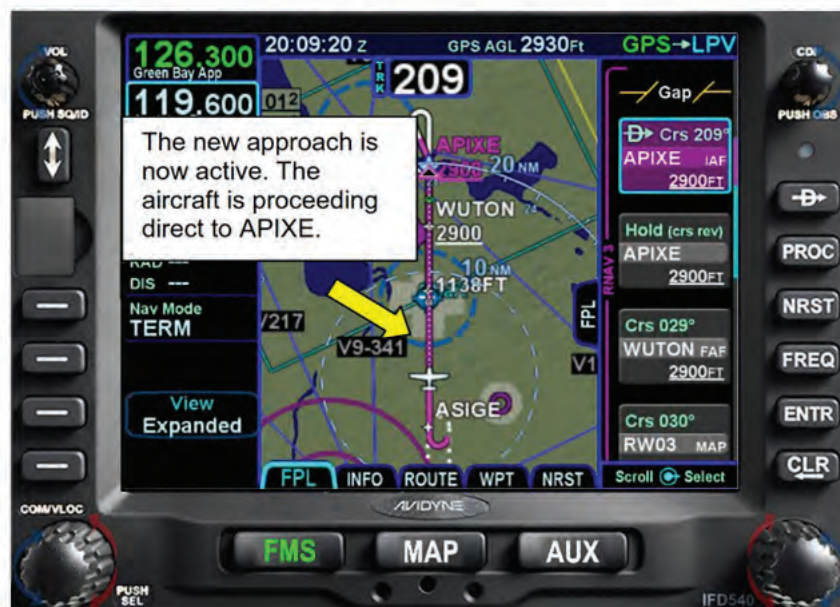 VOL
PUSH SQ/ID
126.300
Green Bay App
119.600
20:09:20 Z
GPS AGL 2930Ft
GPS→LPV
TRK
209
012
The new approach is
now active. The
aircraft is proceeding
direct to APIXE.
RAD ---
DIS ---
Nav Mode
TERM
View
Expanded
APIXE
2900
20 NM
WUTON
2900
10 NM
1138FT
/217
V9-341
V1
ASIGE
FPL
RNAV 3
Gap
Crs 209°
APIXE IAF
2900FT
Hold (crs rev)
APIXE
2900FT
Crs 029°
WUTON FAF
2900FT
Crs 030°
RW03 MAP
FPL INFO ROUTE WPT NRST
Scroll Select
CDI
PUSH OBS
D
PROC
NRST
FREQ
ENTR
CLR
AVIDYNE
COM/VLOC
PUSH
SEL
FMS
MAP
AUX
IFD540